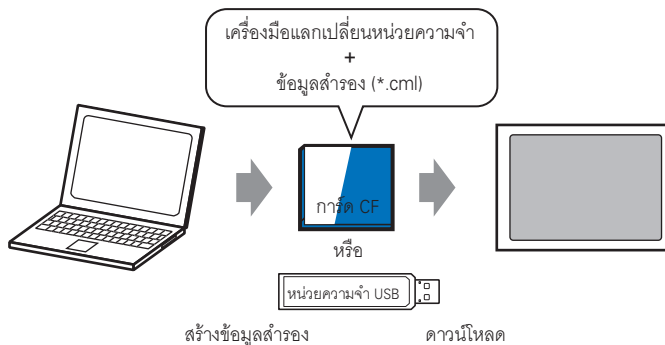 เครื่องมือแลกเปลี่ยนหน่วยความจำ
+
ข้อมูลสำรอง (*.cml)
การ์ด CF
หรือ
หน่วยความจำ USB
สร้างข้อมูลสำรอง
ดาวน์โหลด